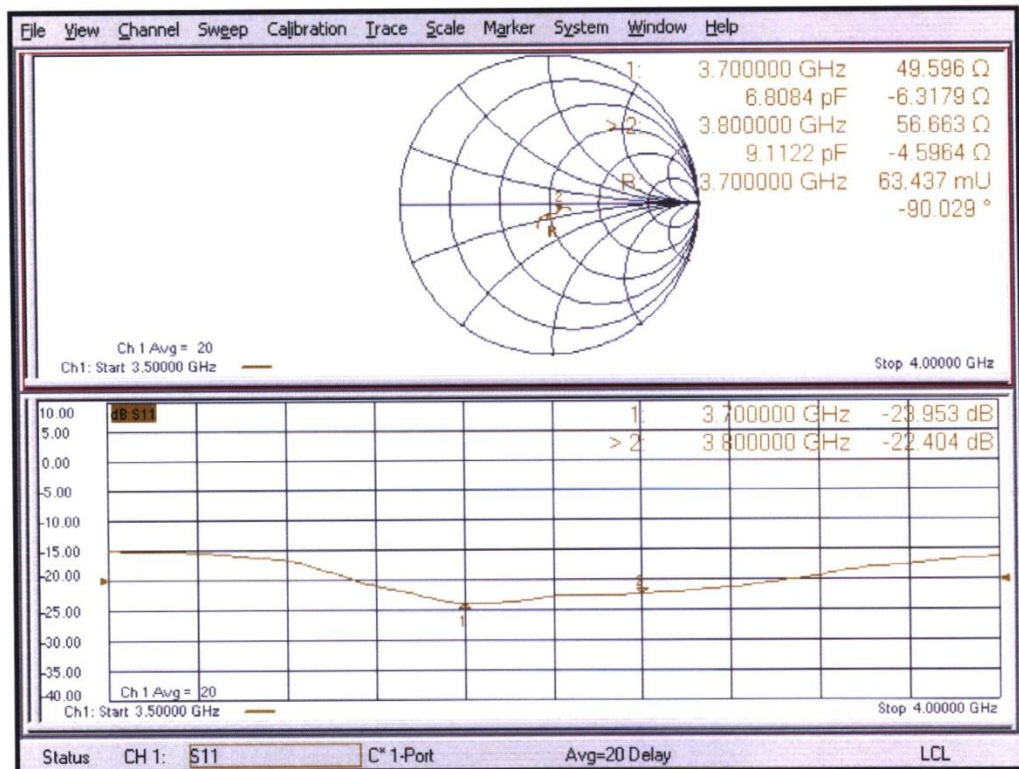 File View Channel Sweep Calibration Trace Scale Marker System Window Help
1: 3.700000 GHz 49.596 Ω
6.8084 pF -6.3179 Ω
> 2: 3.800000 GHz 56.663 Ω
9.1122 pF -4.5964 Ω
R: 3.700000 GHz 63.437 mU
-90.029 °
2
1
R
Ch 1 Avg = 20
Ch1: Start 3.50000 GHz
Stop 4.00000 GHz
dB S11
1: 3.700000 GHz -23.953 dB
> 2: 3.800000 GHz -22.404 dB
10.00
5.00
0.00
-5.00
-10.00
-15.00
-20.00
-25.00
-30.00
-35.00
-40.00
1
2
Ch 1 Avg = 20
Ch1: Start 3.50000 GHz
Stop 4.00000 GHz
Status CH 1: S11 C* 1-Port Avg=20 Delay LCL